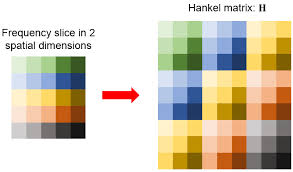 Frequency slice in 2
spatial dimensions
Hankel matrix: H